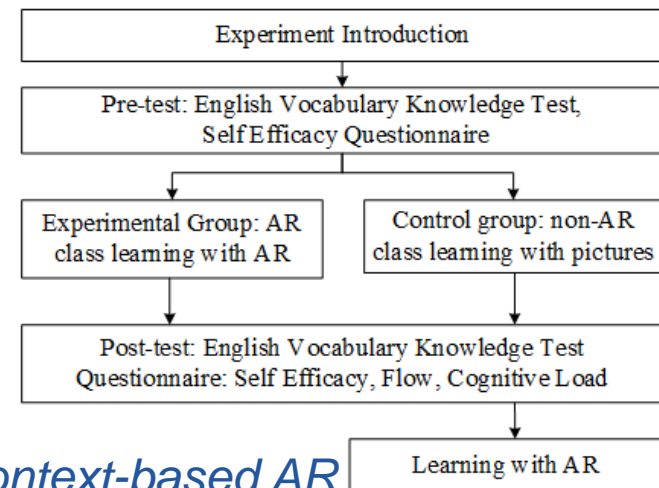 Experiment Introduction
Pre-test: English Vocabulary Knowledge Test,
Self Efficacy Questionnaire
Experimental Group: AR
class learning with AR
Control group: non-AR
class learning with pictures
Post-test: English Vocabulary Knowledge Test
Questionnaire: Self Efficacy, Flow, Cognitive Load
ontext-based AR
Learning with AR